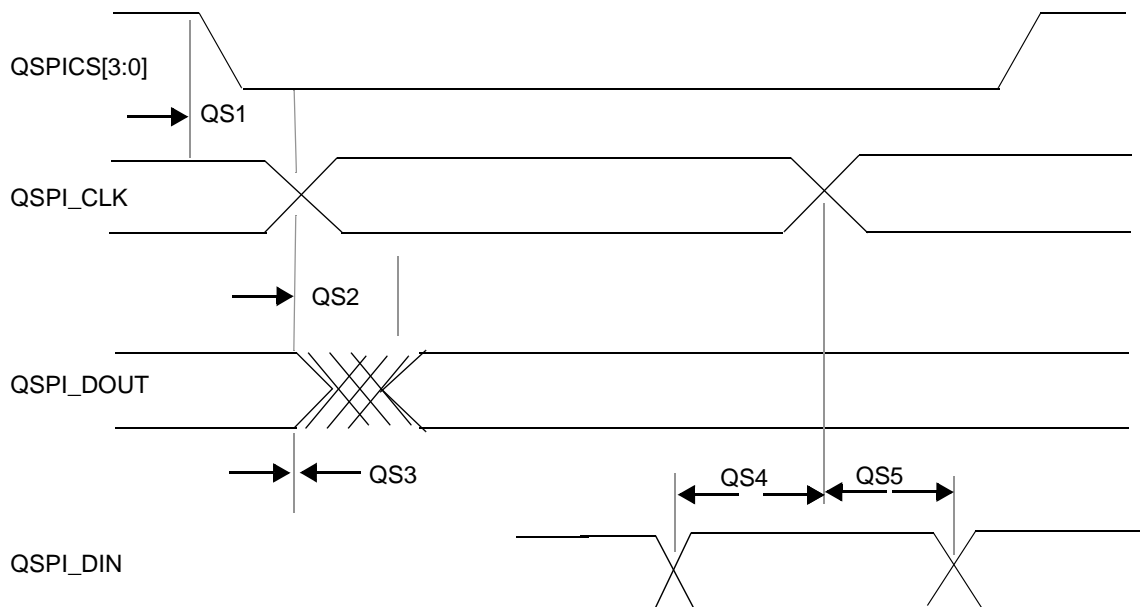 QSPICS[3:0]
QS1
QSPI_CLK
QS2
QSPI_DOUT
QS3
QS4
QS5
QSPI_DIN